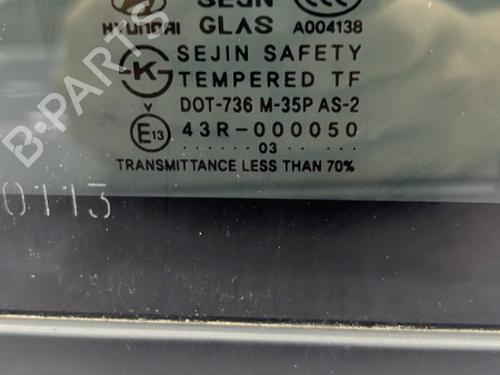 HYUNDAI
SEJIN
GLAS
A004138
K
SEJIN SAFETY
TEMPERED TF
DOT-736 M-35P AS-2
V
E13
43R-000050
....... 03 .......
TRANSMITTANCE LESS THAN 70%
0113
B-PARTS